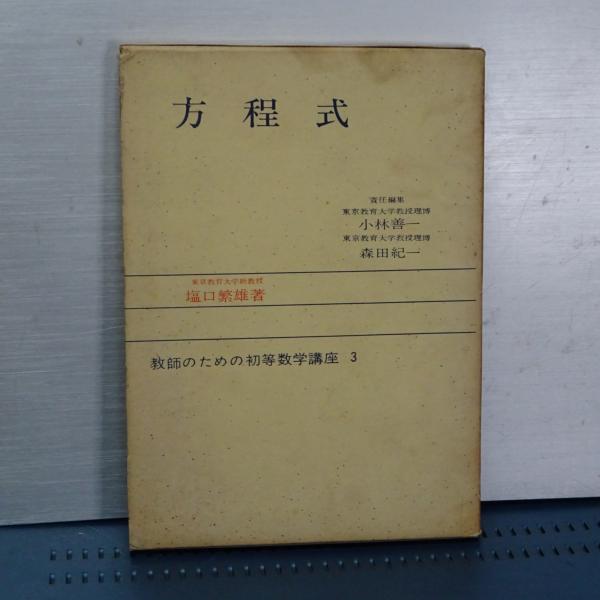 方程式
責任編集
東京教育大学教授理博
小林善一
東京教育大学教授理博
森田紀一
東京教育大学助教授
塩口繁雄著
教師のための初等数学講座 3